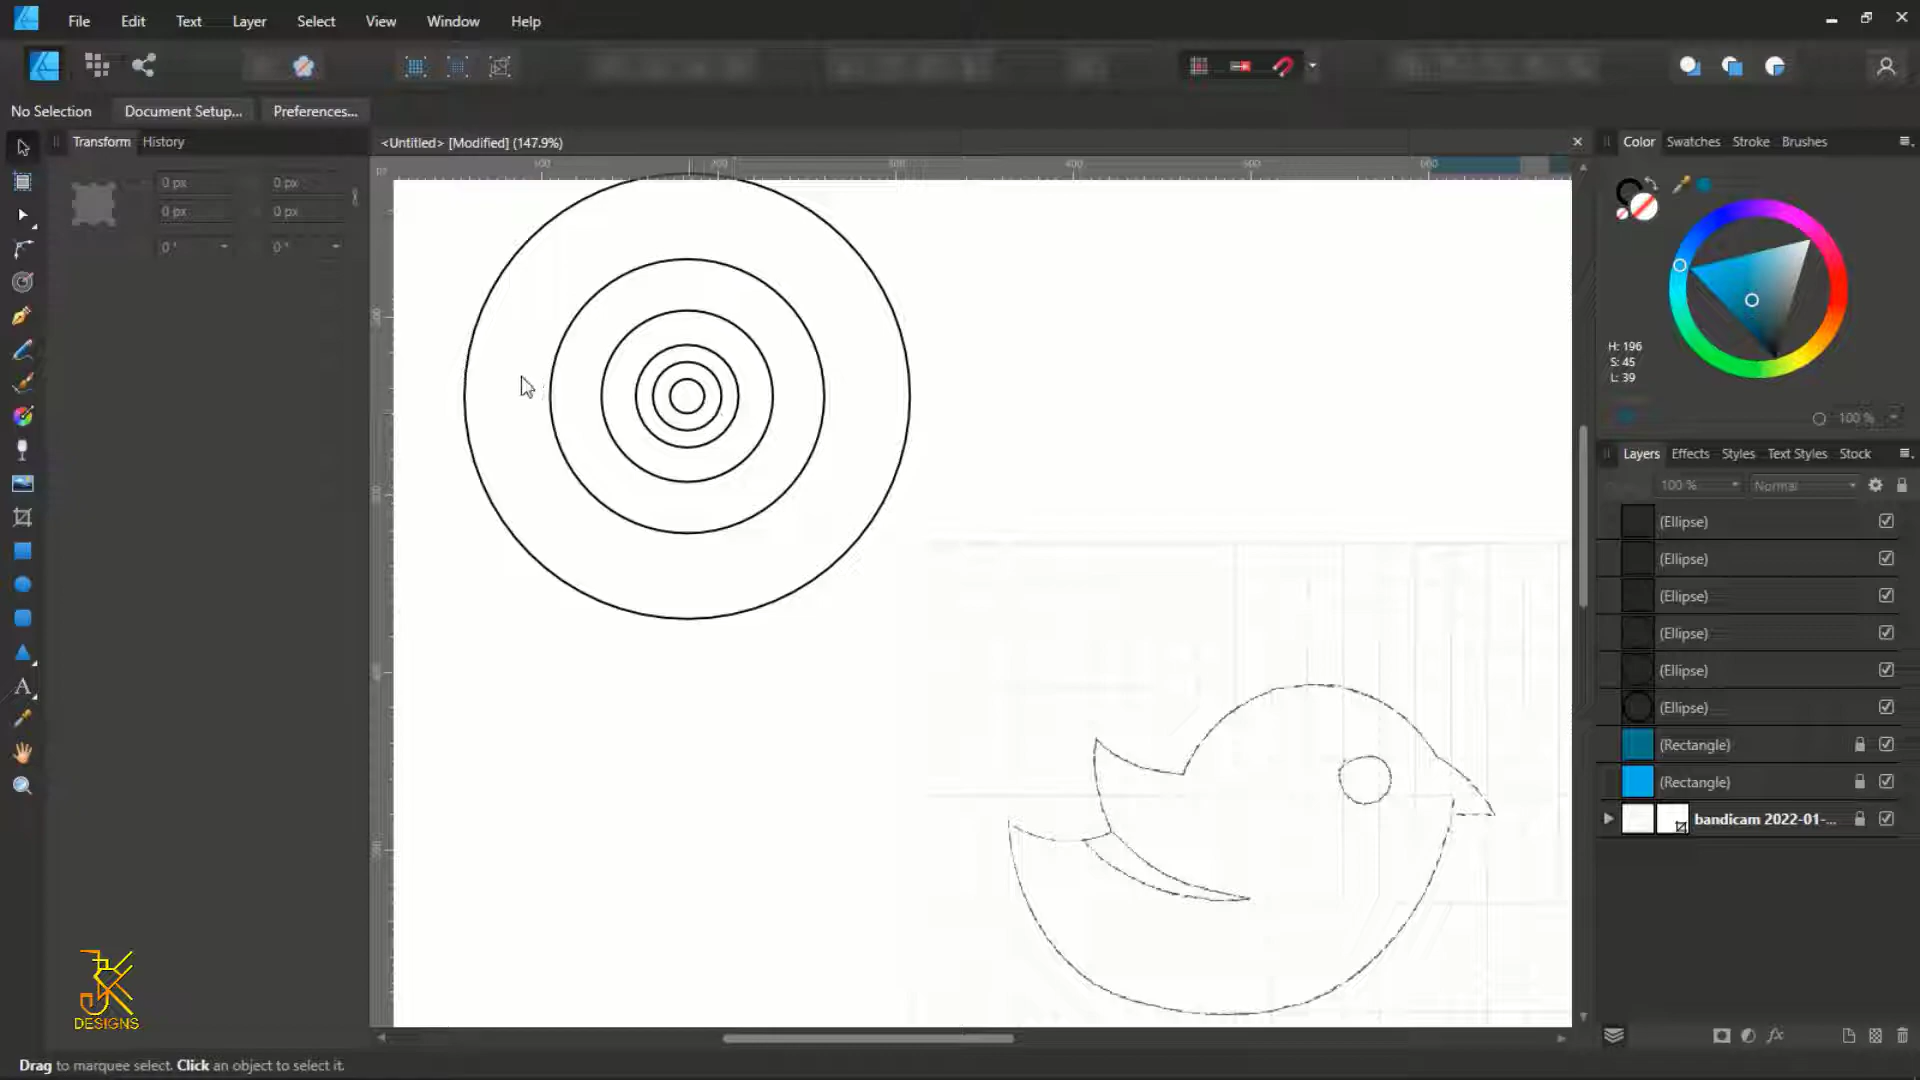 File Edit Text Layer Select View Window Help
No Selection Document Setup... Preferences...
Transform History
<Untitled> [Modified] (147.9%)
Color Swatches Stroke Brushes
0 px 0 px
0 px 0 px
0 ° 0 °
H: 196
S: 45
L: 39
100 %
Layers Effects Styles Text Styles Stock
100 % Normal
(Ellipse)
(Ellipse)
(Ellipse)
(Ellipse)
(Ellipse)
(Ellipse)
(Rectangle)
(Rectangle)
bandicam 2022-01-...
JK
DESIGNS
Drag to marquee select. Click an object to select it.